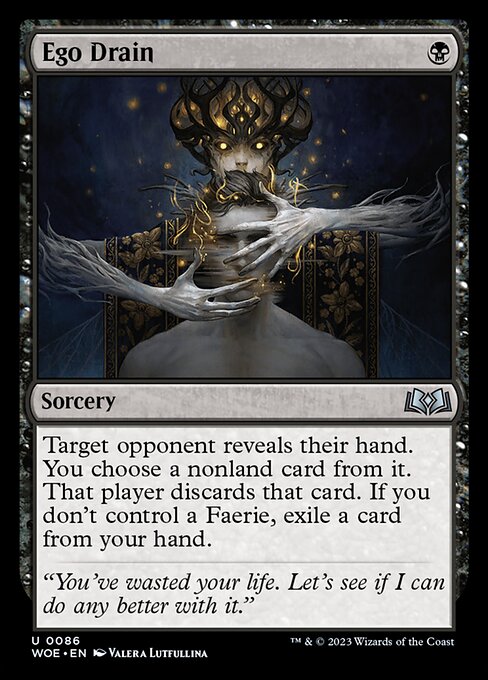 Ego Drain
Sorcery
Target opponent reveals their hand.
You choose a nonland card from it.
That player discards that card. If you
don't control a Faerie, exile a card
from your hand.
“You've wasted your life. Let's see if I can
do any better with it.”
U 0086
WOE • EN VALERA LUTFULLINA
™ & © 2023 Wizards of the Coast